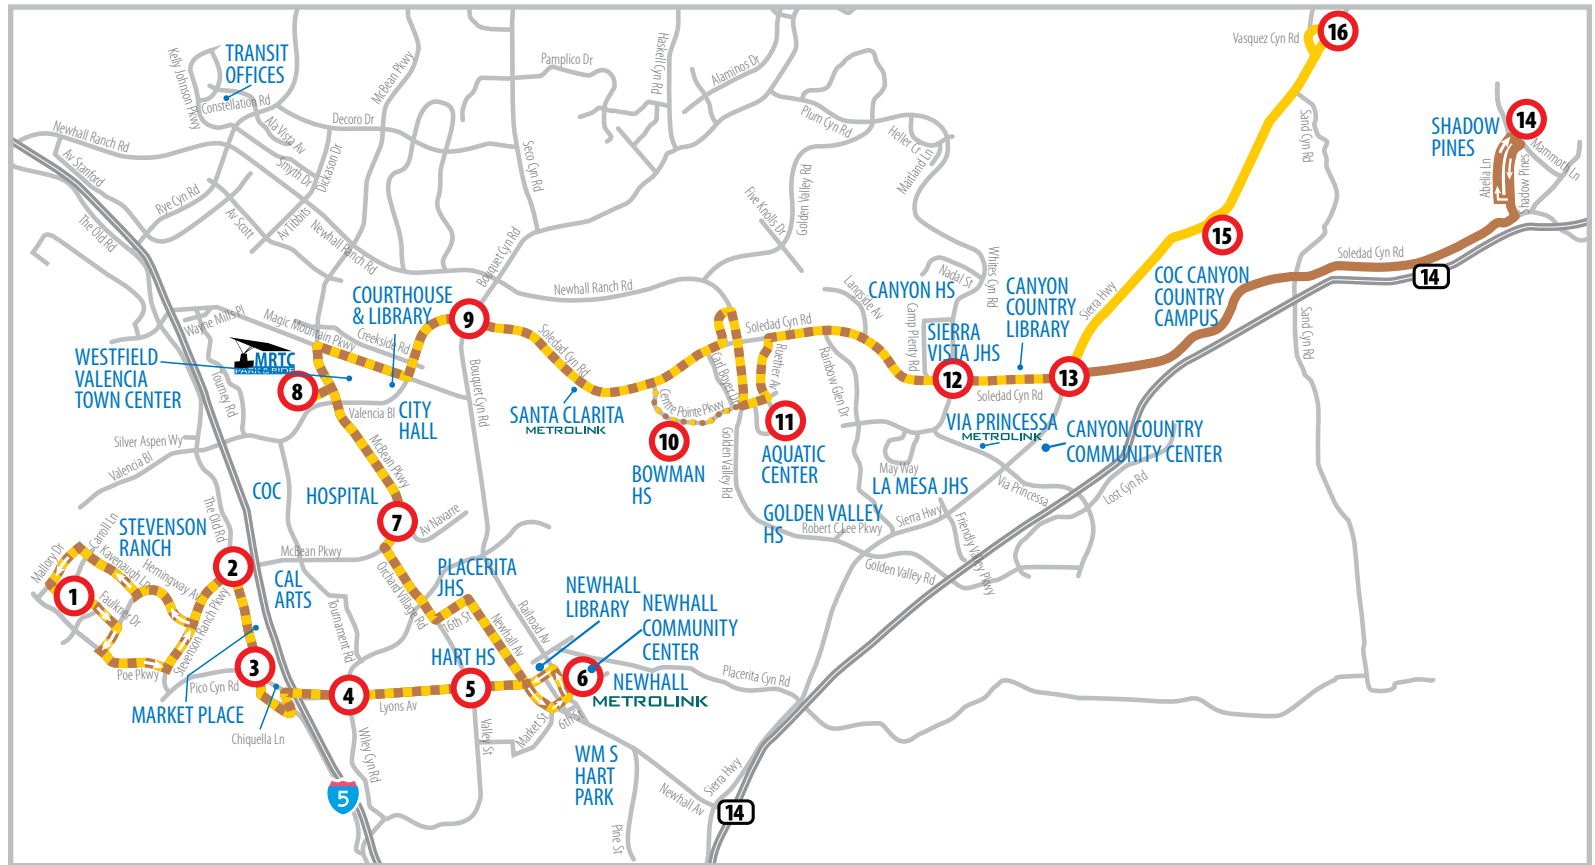 TRANSIT
OFFICES
Kelly Johnson Pkwy
Constellation Rd
McBean Pkwy
Pamplico Dr
Haskell Cyn Rd
Alaminos Dr
Vasquez Cyn Rd
16
Newhall Ranch Rd
Av Stanford
Ala Vista Av
Decoro Dr
Smyth Dr
Dickason Dr
Seco Cyn Rd
Plum Cyn Rd
Heller Cr
Maitland Ln
Sand Cyn Rd
SHADOW
PINES
14
Mammoth Ln
Abelia Ln
Shadow Pines
The Old Rd
Rye Cyn Rd
Av Scott
Av Tibbits
Newhall Ranch Rd
Bouquet Cyn Rd
Five Knolls Dr
Golden Valley Rd
Whites Cyn Rd
Nadal St
15
COC CANYON
COUNTRY
CAMPUS
Soledad Cyn Rd
14
Wayne Mills Pl
Magic Mountain Pkwy
Creekside Rd
COURTHOUSE
& LIBRARY
9
Newhall Ranch Rd
Langside Av
CANYON HS
CANYON
COUNTRY
LIBRARY
Sierra Hwy
Sand Cyn Rd
WESTFIELD
VALENCIA
TOWN CENTER
MRTC
PARK & RIDE
8
Tourney Rd
Valencia Bl
CITY
HALL
Bouquet Cyn Rd
Soledad Cyn Rd
SANTA CLARITA
METROLINK
Soledad Cyn Rd
Carl Boyer Dr
Ruether Av
Rainbow Glen Dr
Camp Plenty Rd
SIERRA
VISTA JHS
12
13
Soledad Cyn Rd
Centre Pointe Pkwy
10
BOWMAN
HS
11
AQUATIC
CENTER
Golden Valley Rd
VIA PRINCESSA
METROLINK
CANYON COUNTRY
COMMUNITY CENTER
Silver Aspen Wy
Valencia Bl
McBean Pkwy
May Way
LA MESA JHS
Via Princessa
Lost Cyn Rd
The Old Rd
COC
HOSPITAL
7
Av Navarre
GOLDEN VALLEY
HS
Robert C Lee Pkwy
Sierra Hwy
Friendly Valley Pkwy
Golden Valley Rd
STEVENSON
RANCH
Mallory Dr
Carroll Ln
Kavenaugh Ln
Hemingway Av
1
Faulkner Dr
Poe Pkwy
Stevenson Ranch Pkwy
2
McBean Pkwy
CAL
ARTS
Tournament Rd
Orchard Village Rd
PLACERITA
JHS
16th St
Newhall Av
Railroad Av
NEWHALL
LIBRARY
NEWHALL
COMMUNITY
CENTER
3
Pico Cyn Rd
MARKET PLACE
Chiquella Ln
4
Lyons Av
HART HS
5
6
NEWHALL
METROLINK
Placerita Cyn Rd
Wiley Cyn Rd
Valley St
Market St
6th St
WM S
HART
PARK
Pine St
Newhall Av
Sierra Hwy
14
5